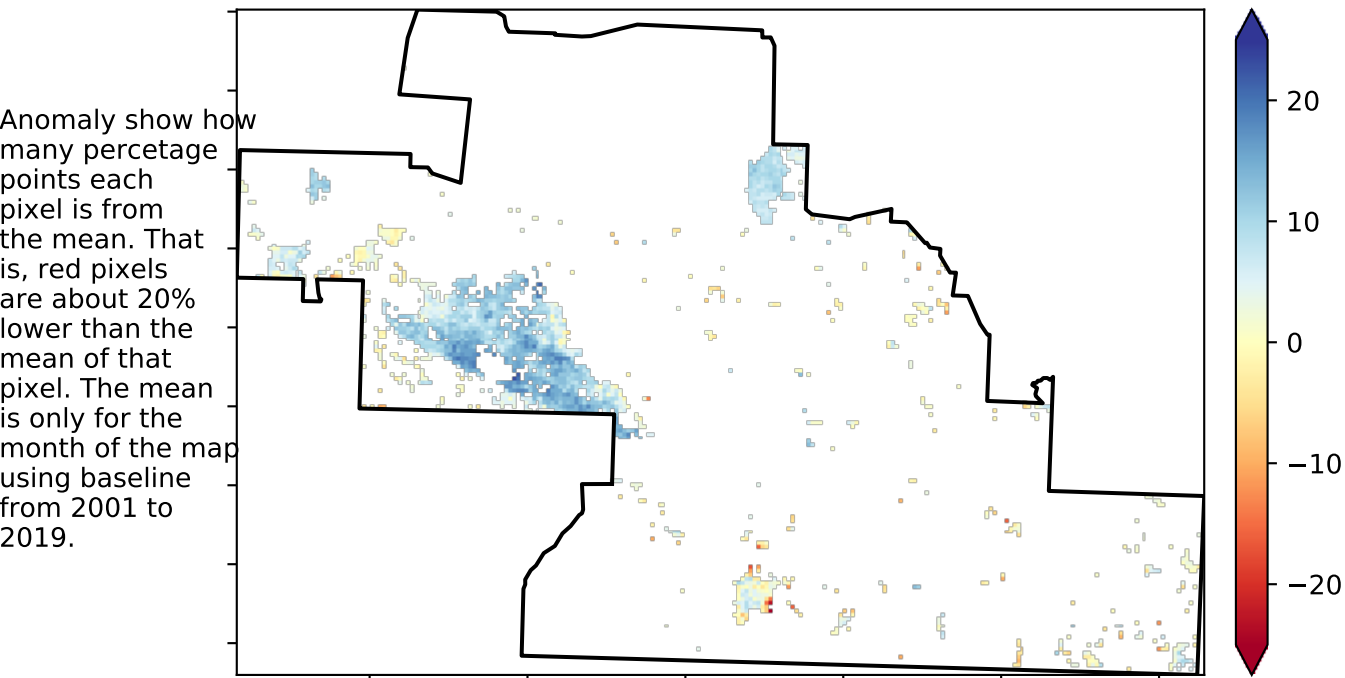 Anomaly show how
many percetage
points each
pixel is from
the mean. That
is, red pixels
are about 20%
lower than the
mean of that
pixel. The mean
is only for the
month of the map
using baseline
from 2001 to
2019.
20
10
0
−10
−20